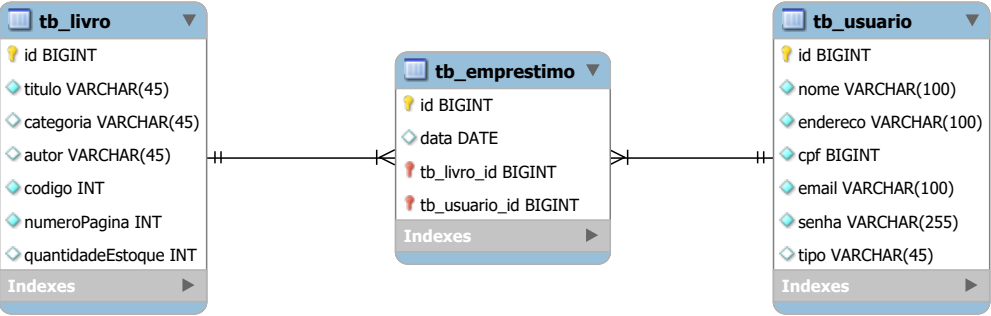 tb_livro
id BIGINT
titulo VARCHAR(45)
categoria VARCHAR(45)
autor VARCHAR(45)
codigo INT
numeroPagina INT
quantidadeEstoque INT
Indexes
tb_emprestimo
id BIGINT
data DATE
tb_livro_id BIGINT
tb_usuario_id BIGINT
Indexes
tb_usuario
id BIGINT
nome VARCHAR(100)
endereco VARCHAR(100)
cpf BIGINT
email VARCHAR(100)
senha VARCHAR(255)
tipo VARCHAR(45)
Indexes